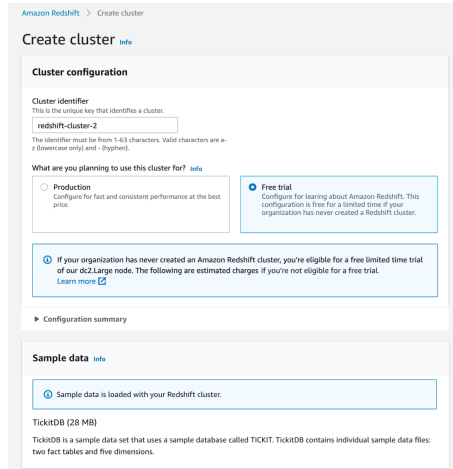 Amazon Redshift > Create cluster
Create cluster Info
Cluster configuration
Cluster identifier
This is the unique key that identifies a cluster.
redshift-cluster-2
The identifier must be from 1-63 characters. Valid characters are a-
z (lowercase only) and - (hyphen).
What are you planning to use this cluster for? Info
Production
Configure for fast and consistent performance at the best
price.
Free trial
Configure for learing about Amazon Redshift. This
configuration is free for a limited time if your
organization has never created a Redshift cluster.
If your organization has never created an Amazon Redshift cluster, you're eligible for a free limited time trial
of our dc2.Large node. The following are estimated charges if you're not eligible for a free trial.
Learn more
Configuration summary
Sample data Info
Sample data is loaded with your Redshift cluster.
TickitDB (28 MB)
TickitDB is a sample data set that uses a sample database called TICKIT. TickitDB contains individual sample data files:
two fact tables and five dimensions.